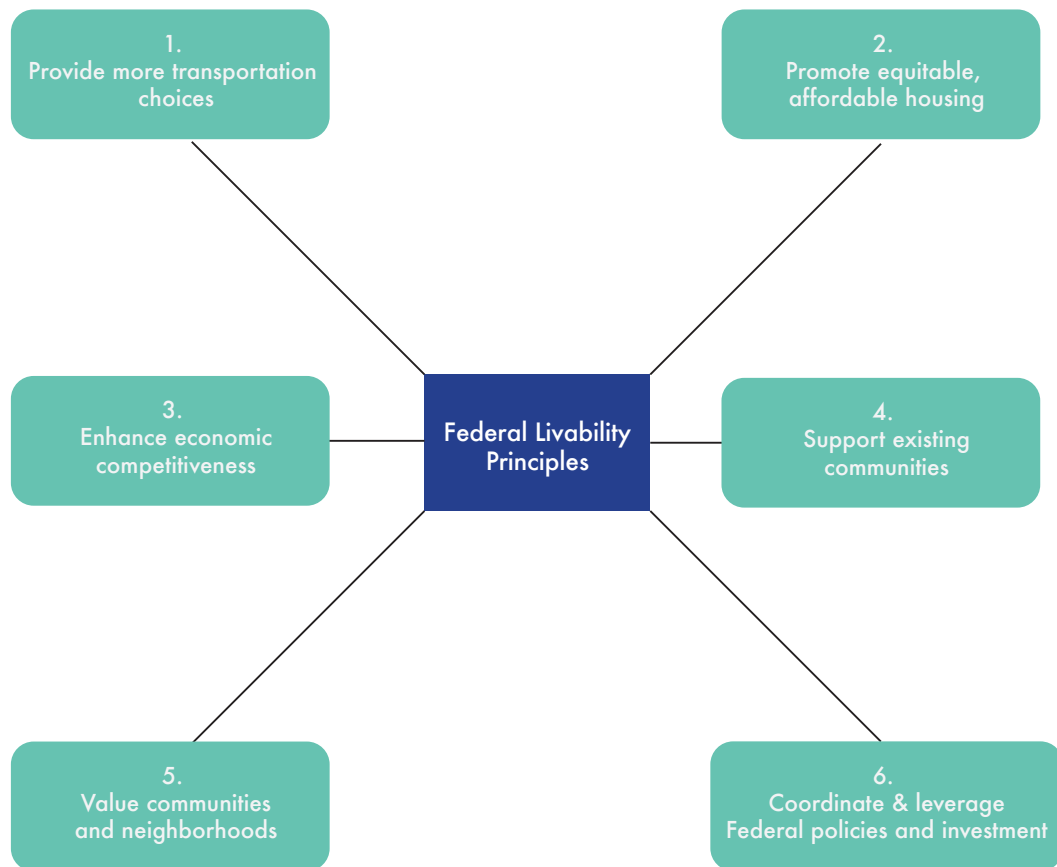 1.
Provide more transportation
choices
2.
Promote equitable,
affordable housing
3.
Enhance economic
competitiveness
Federal Livability
Principles
4.
Support existing
communities
5.
Value communities
and neighborhoods
6.
Coordinate & leverage
Federal policies and investment